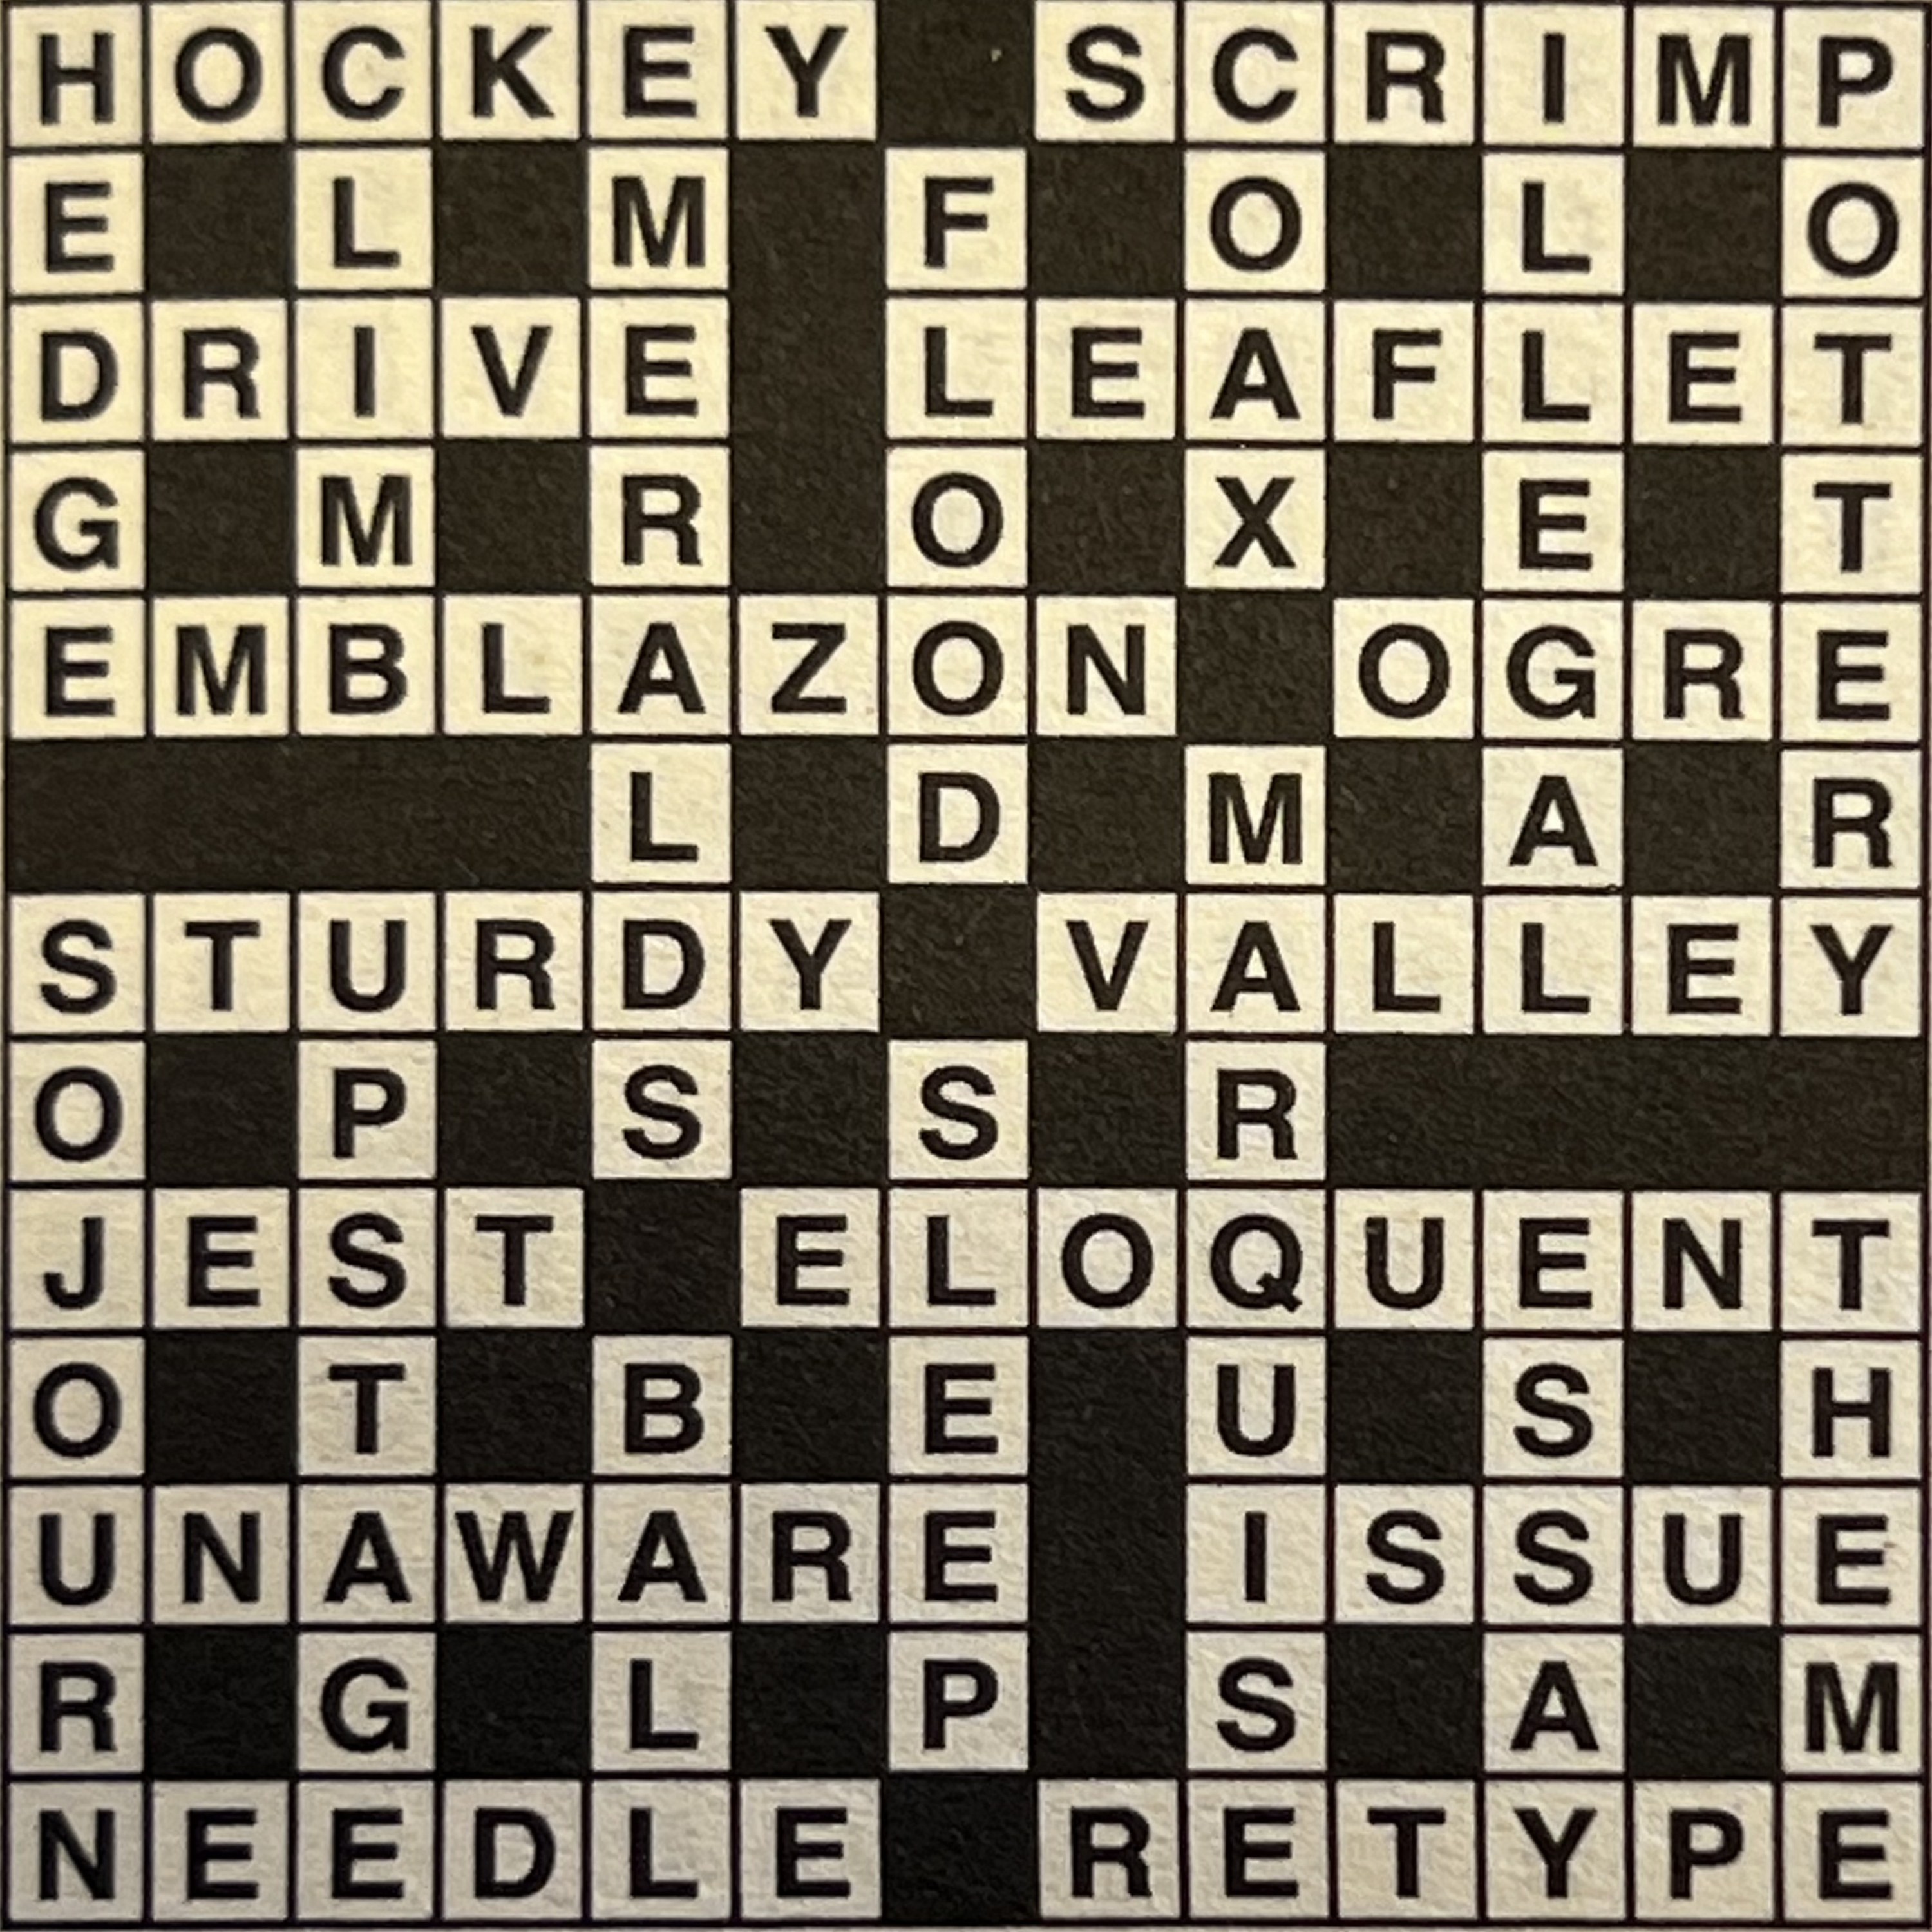 HOCKEY SCRIMP
E L M F O L O
DRIVE LEAFLET
G M R O X E T
EMBLAZON OGRE
L D M A R
STURDY VALLEY
O P S S R
JEST ELOQUENT
O T B E U S H
UNAWARE ISSUE
R G L P S A M
NEEDLE RETYPE